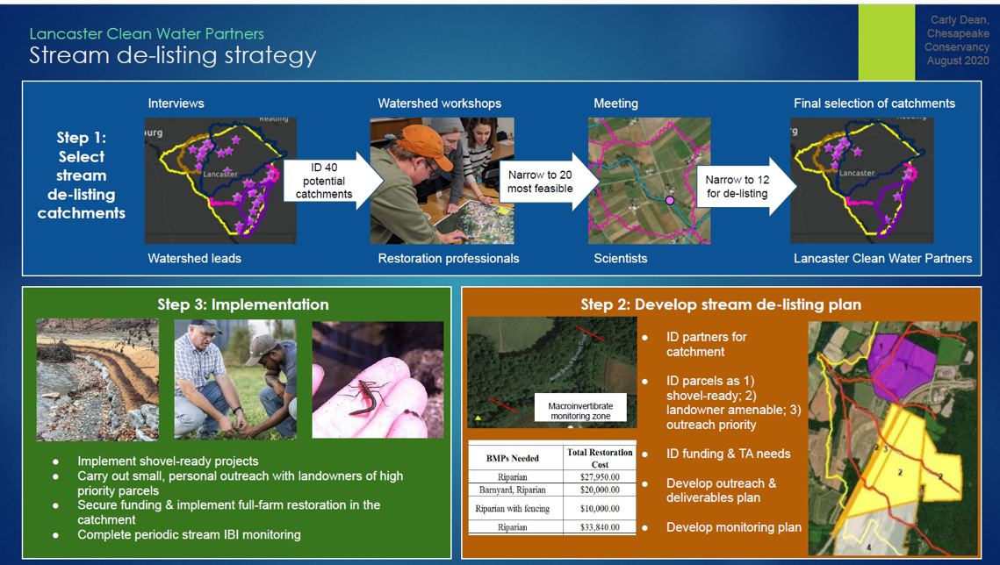 Lancaster Clean Water Partners
Stream de-listing strategy
Carly Dean,
Chesapeake
Conservancy
August 2020
Step 1:
Select
stream
de-listing
catchments
Interviews
Reading
urg
Lancaster
Watershed leads
ID 40
potential
catchments
Watershed workshops
Restoration professionals
Narrow to 20
most feasible
Meeting
Scientists
Narrow to 12
for de-listing
Final selection of catchments
Lancaster
Lancaster Clean Water Partners
Step 3: Implementation
● Implement shovel-ready projects
● Carry out small, personal outreach with landowners of high
priority parcels
● Secure funding & implement full-farm restoration in the
catchment
● Complete periodic stream IBI monitoring
Step 2: Develop stream de-listing plan
Macroinvertibrate
monitoring zone
BMPs Needed Total Restoration
Cost
Riparian $27,950.00
Barnyard, Riparian $20,000.00
Riparian with fencing $10,000.00
Riparian $33,840.00
● ID partners for
catchment
● ID parcels as 1)
shovel-ready; 2)
landowner amenable; 3)
outreach priority
● ID funding & TA needs
● Develop outreach &
deliverables plan
● Develop monitoring plan
1
3
2
2
4